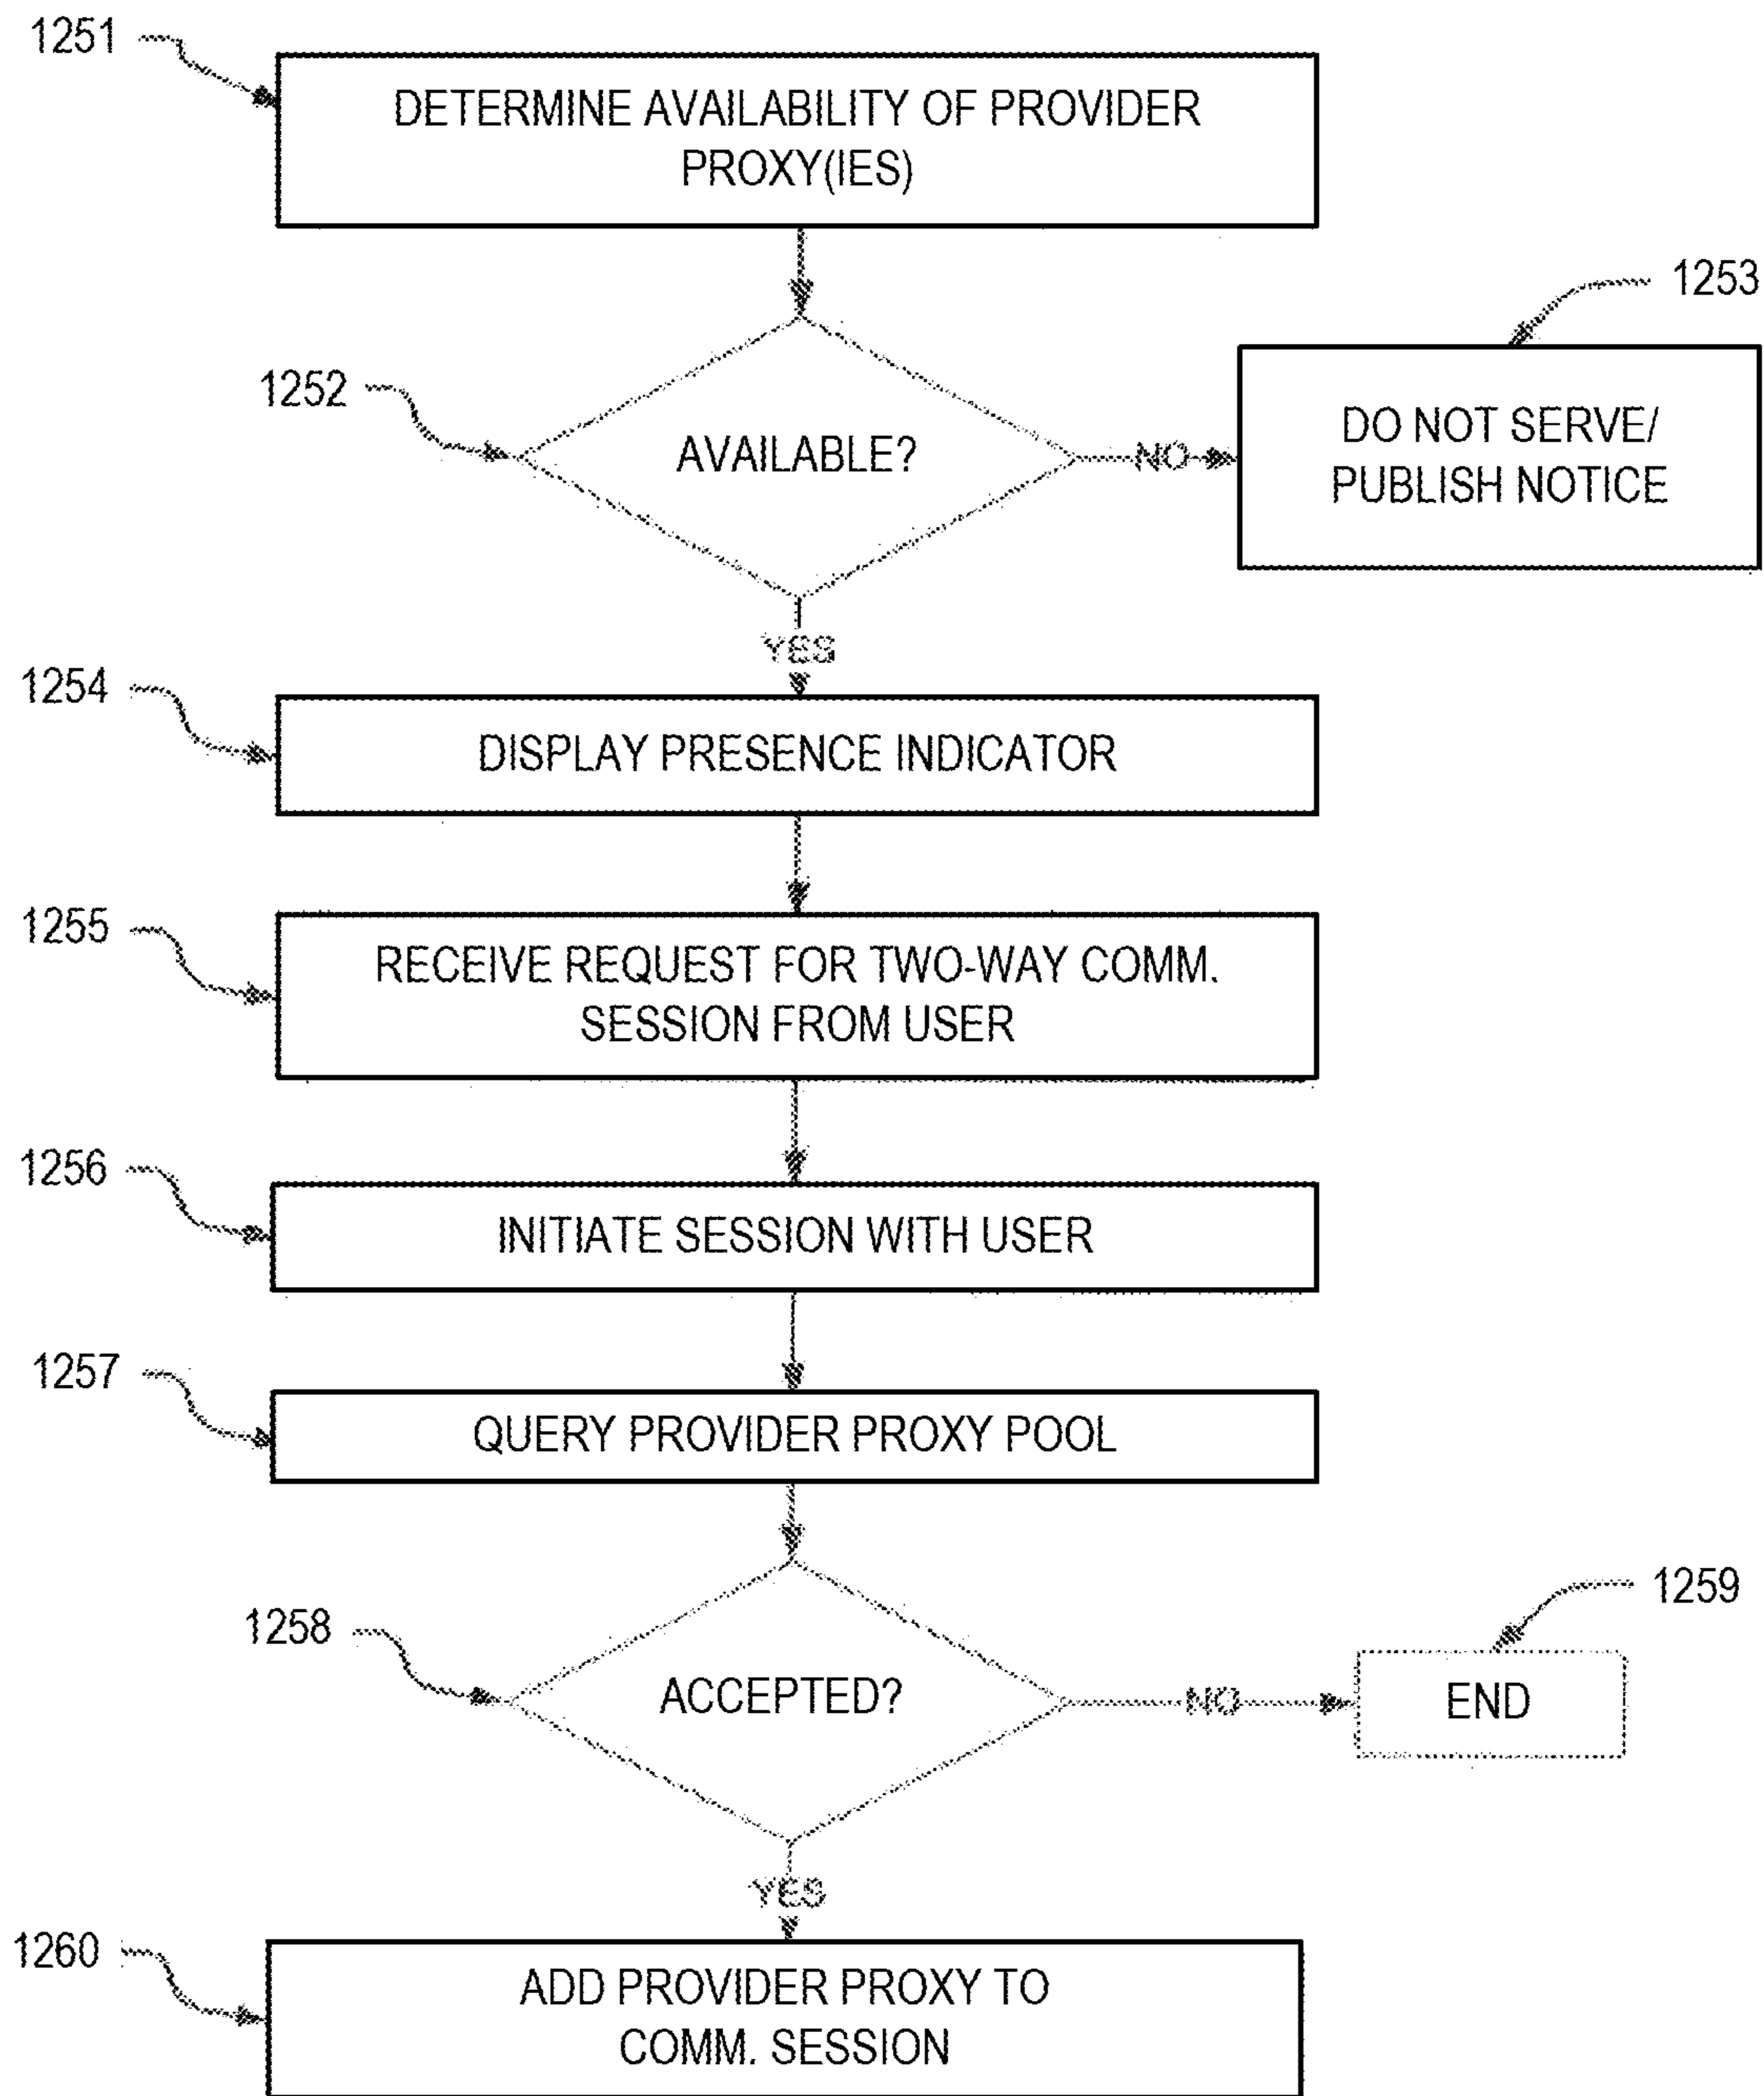 1251
DETERMINE AVAILABILITY OF PROVIDER
PROXY(IES)
1253
1252
AVAILABLE?
NO
DO NOT SERVE/
PUBLISH NOTICE
YES
1254
DISPLAY PRESENCE INDICATOR
1255
RECEIVE REQUEST FOR TWO-WAY COMM.
SESSION FROM USER
1256
INITIATE SESSION WITH USER
1257
QUERY PROVIDER PROXY POOL
1259
1258
ACCEPTED?
NO
END
YES
1260
ADD PROVIDER PROXY TO
COMM. SESSION